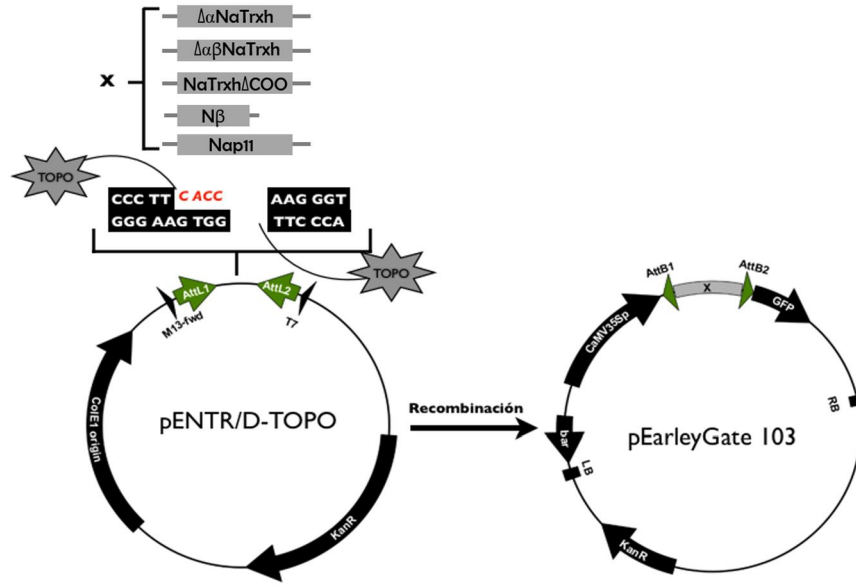 ΔαNaTrxh
ΔαβNaTrxh
X
NaTrxhΔCOO
Nβ
Nap11
TOPO
CCC TT C ACC
GGG AAG TGG
AAG GGT
TTC CCA
TOPO
AttL1
AttL2
M13-fwd
T7
ColE1 origin
pENTR/D-TOPO
KanR
Recombinación
AttB1
X
AttB2
GFP
CaMV35Sp
RB
bar
LB
pEarleyGate 103
KanR